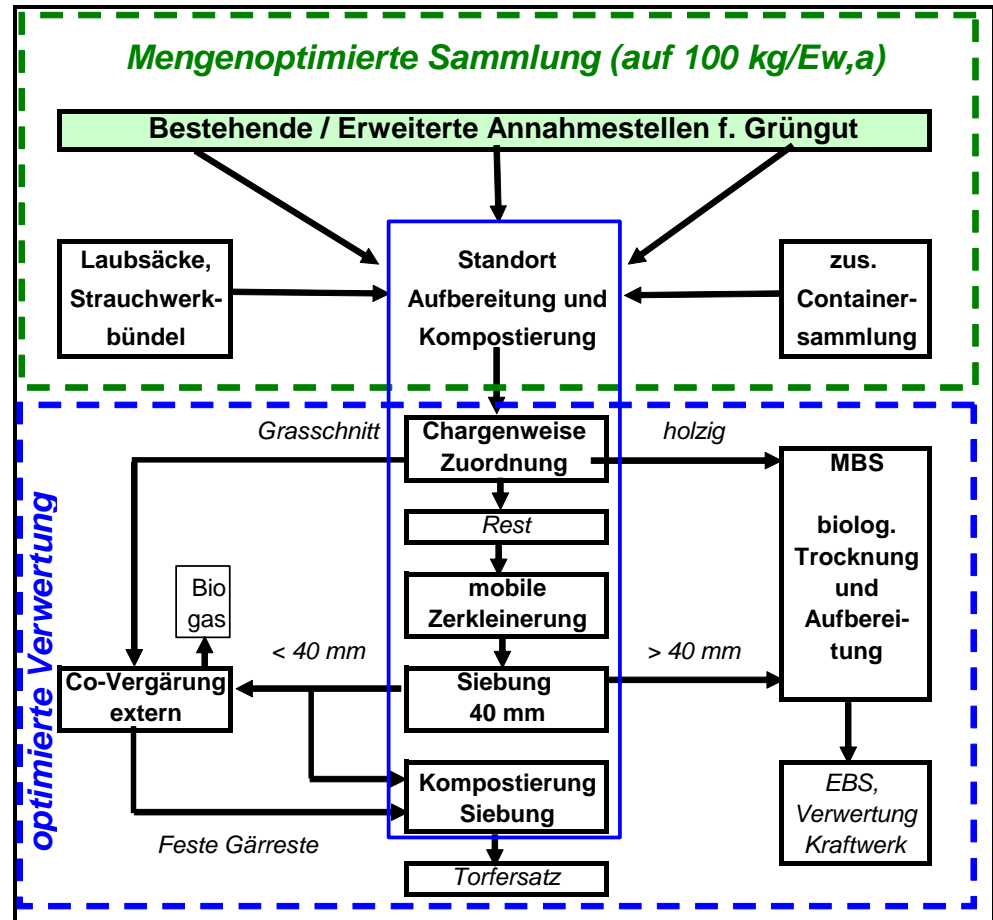 Mengenoptimierte Sammlung (auf 100 kg/Ew,a)
Bestehende / Erweiterte Annahmestellen f. Grüngut
Laubsäcke,
Strauchwerk-
bündel
Standort
Aufbereitung und
Kompostierung
zus.
Container-
sammlung
optimierte Verwertung
Grasschnitt
Chargenweise
Zuordnung
holzig
MBS
biolog.
Trocknung
und
Aufberei-
tung
Rest
mobile
Zerkleinerung
Bio
gas
< 40 mm
> 40 mm
Co-Vergärung
extern
Siebung
40 mm
Kompostierung
Siebung
EBS,
Verwertung
Kraftwerk
Feste Gärreste
Torfersatz